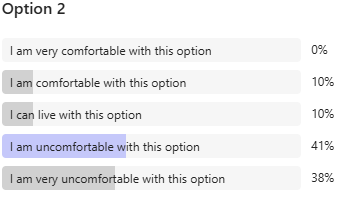 Option 2
I am very comfortable with this option 0%
I am comfortable with this option 10%
I can live with this option 10%
I am uncomfortable with this option 41%
I am very uncomfortable with this option 38%